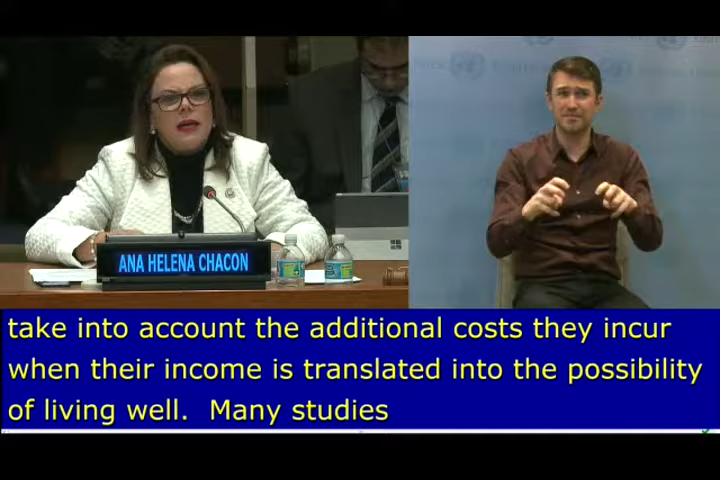 ANA HELENA CHACON
take into account the additional costs they incur
when their income is translated into the possibility
of living well.  Many studies